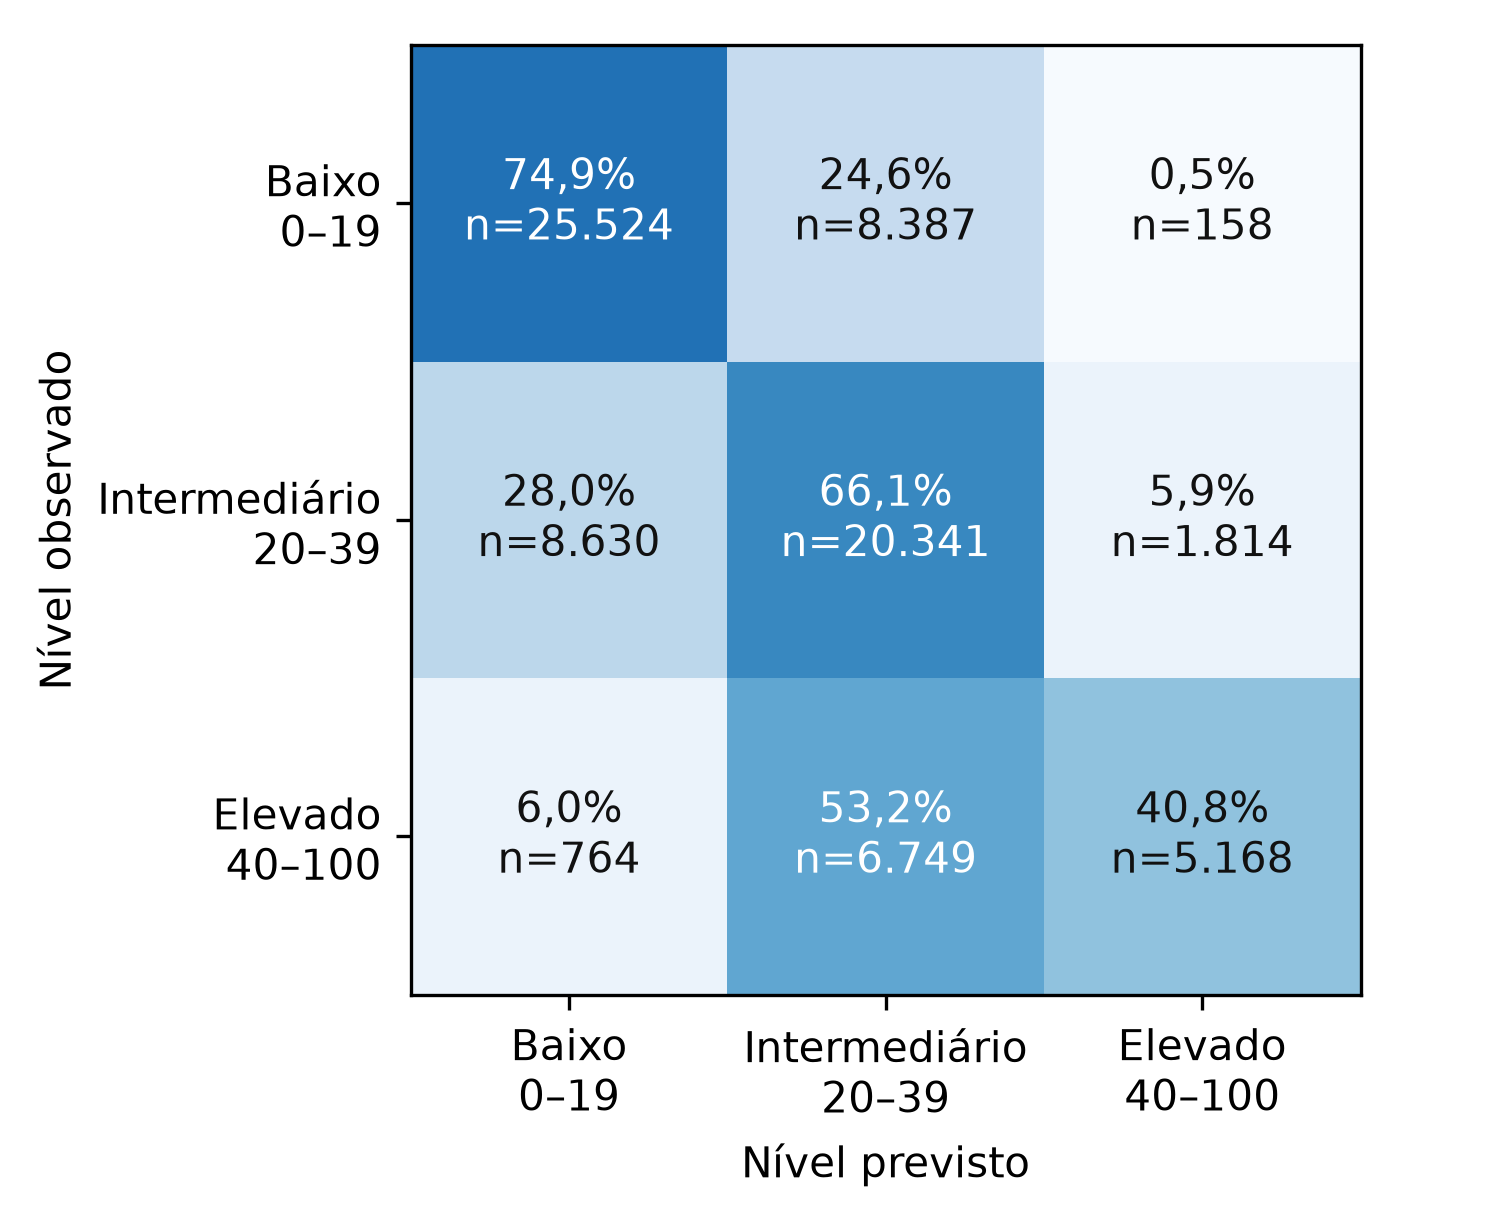 Baixo
0–19
74,9%
n=25.524
24,6%
n=8.387
0,5%
n=158
Intermediário
20–39
28,0%
n=8.630
66,1%
n=20.341
5,9%
n=1.814
Elevado
40–100
6,0%
n=764
53,2%
n=6.749
40,8%
n=5.168
Nível observado
Baixo
0–19
Intermediário
20–39
Elevado
40–100
Nível previsto